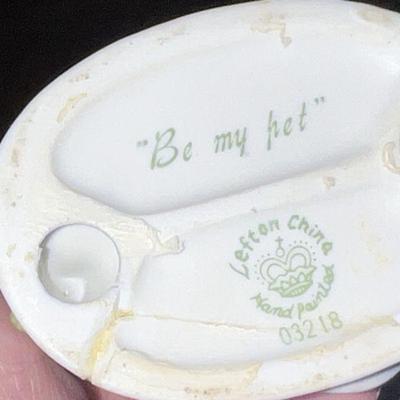 "Be my pet"
Lefton China
Hand Painted
03218